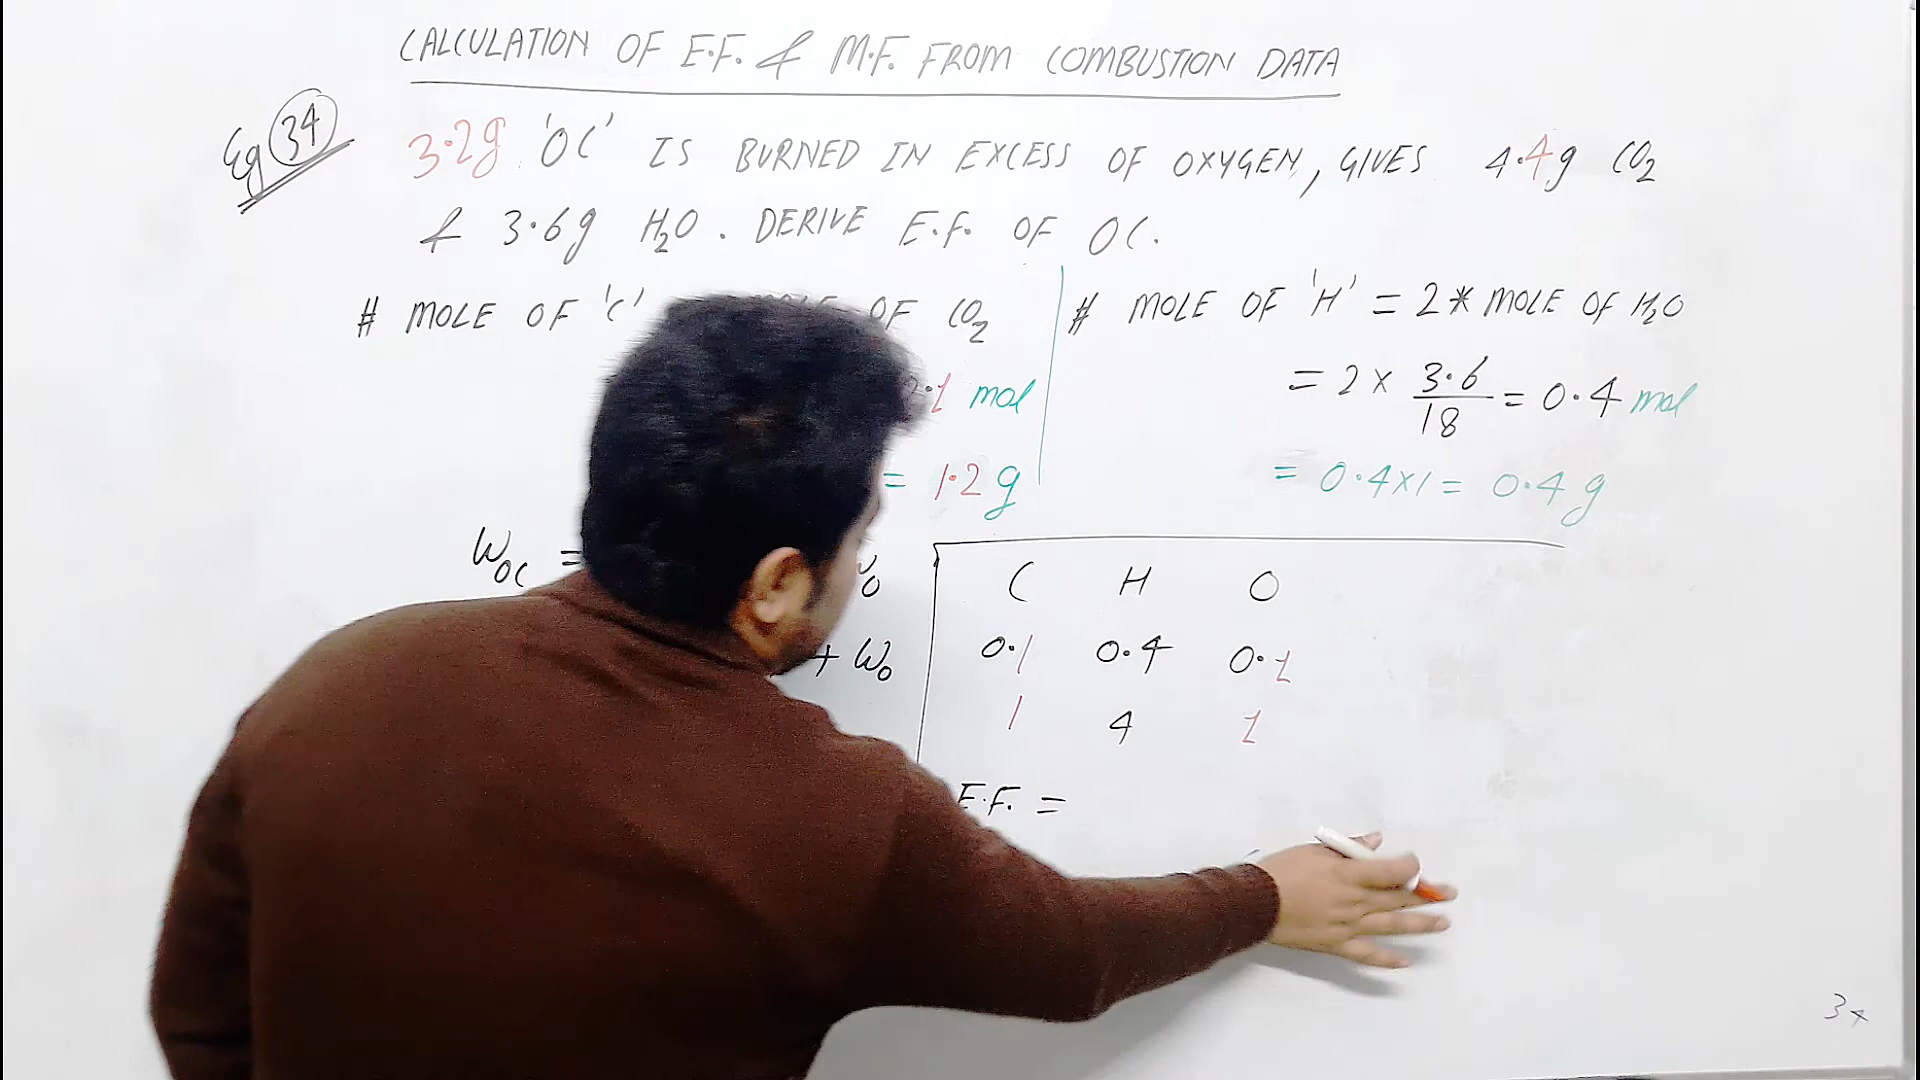 CALCULATION OF E.F. & M.F. FROM COMBUSTION DATA
Eg 34
3.2g 'OC' IS BURNED IN EXCESS OF OXYGEN, GIVES 4.4g CO2
& 3.6g H2O. DERIVE E.F. OF OC.
# MOLE OF 'C' OF CO2
mol
= 1.2 g
# MOLE OF 'H' = 2 * MOLE OF H2O
= 2 × 3.6/18 = 0.4 mol
= 0.4×1 = 0.4 g
WOC =
+ WO
C H O
0.1 0.4 0.1
1 4 1
E.F. =
3x